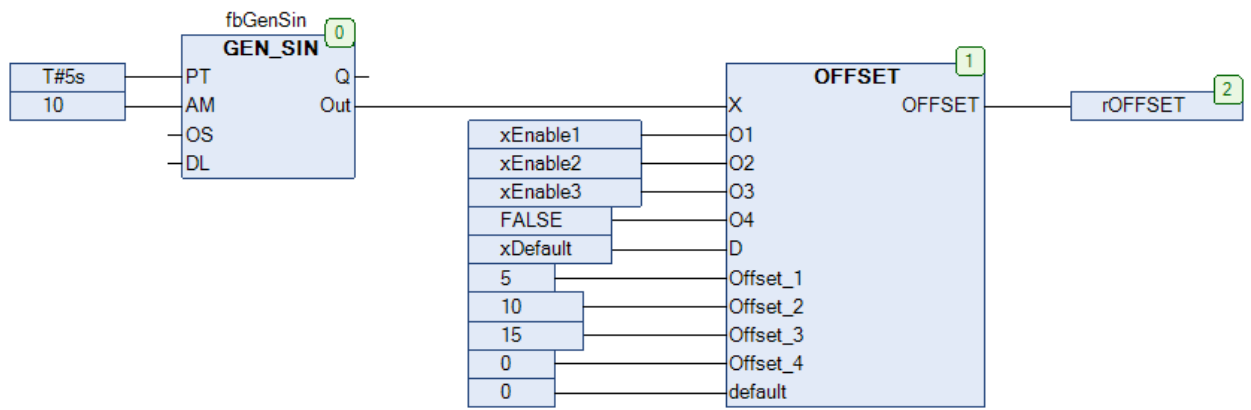 fbGenSin
0
GEN_SIN
T#5s PT Q
10 AM Out
OS
DL
1
OFFSET
X OFFSET
2
rOFFSET
xEnable1 O1
xEnable2 O2
xEnable3 O3
FALSE O4
xDefault D
5 Offset_1
10 Offset_2
15 Offset_3
0 Offset_4
0 default